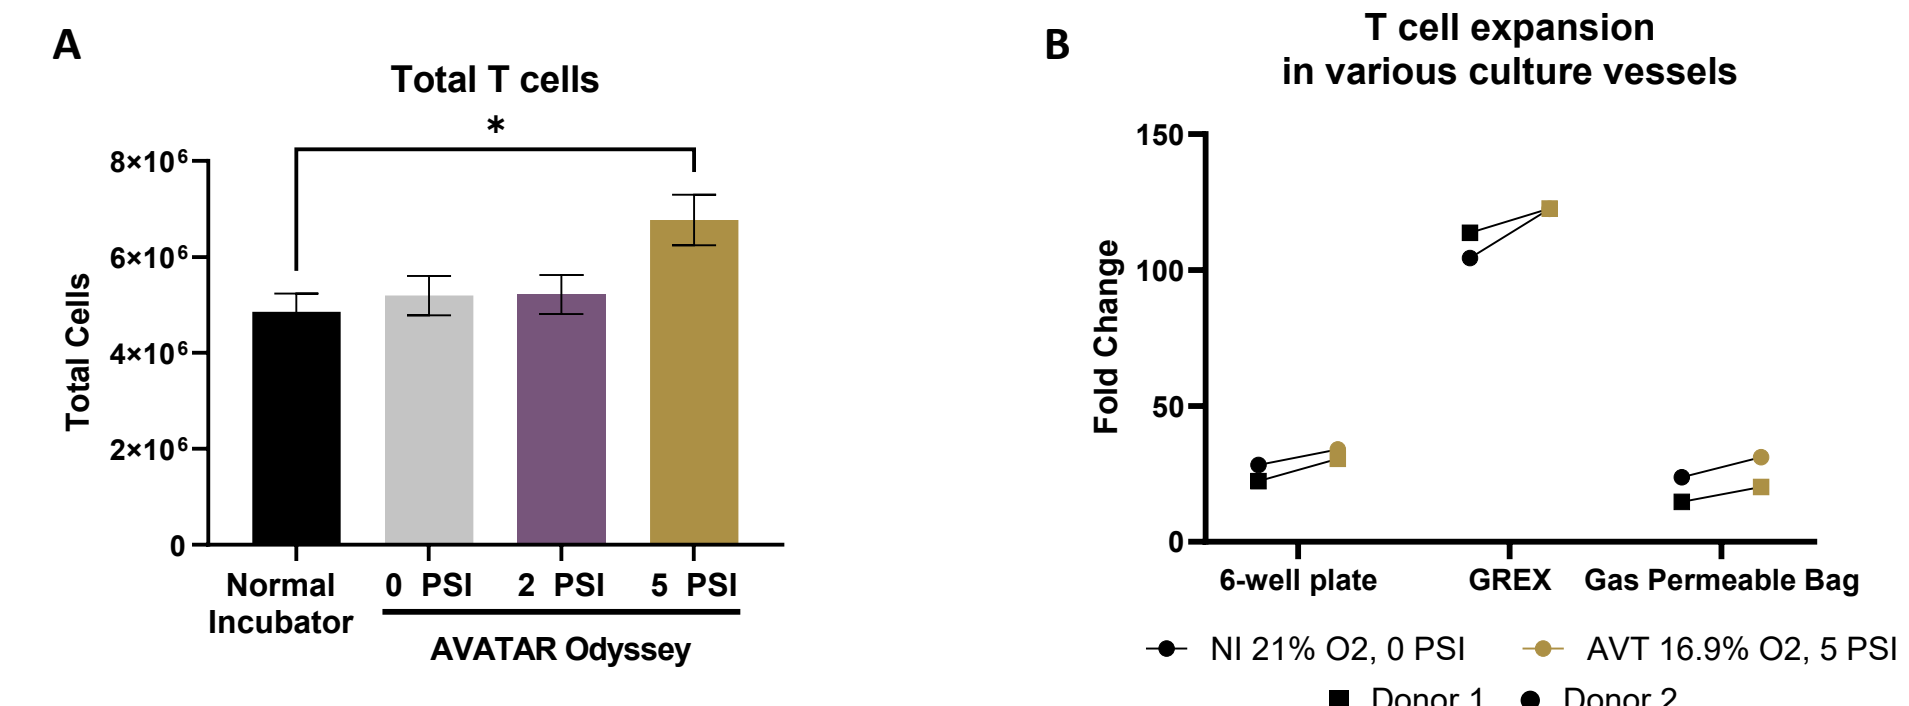 A
Total T cells
*
8×10⁶
6×10⁶
4×10⁶
2×10⁶
0
Total Cells
Normal
Incubator
0 PSI
2 PSI
5 PSI
AVATAR Odyssey
B
T cell expansion
in various culture vessels
150
100
50
0
Fold Change
6-well plate
GREX
Gas Permeable Bag
NI 21% O2, 0 PSI
AVT 16.9% O2, 5 PSI
Donor 1
Donor 2